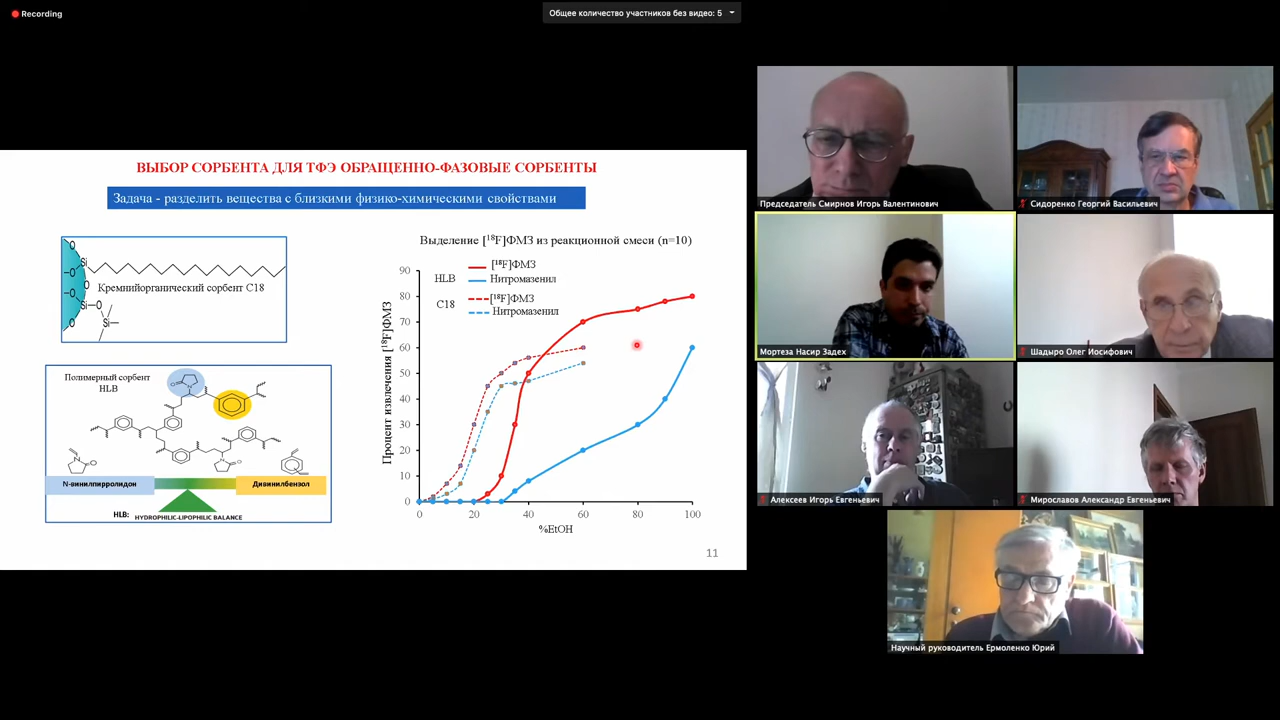 Recording
Общее количество участников без видео: 5
ВЫБОР СОРБЕНТА ДЛЯ ТФЭ ОБРАЩЕННО-ФАЗОВЫЕ СОРБЕНТЫ
Задача - разделить вещества с близкими физико-химическими свойствами
O
Si
O
O
Кремнийорганический сорбент C18
Si
O
O
Si
Полимерный сорбент
HLB
N
O
N
O
N
O
N-винилпирролидон
Дивинилбензол
HLB: HYDROPHILIC-LIPOPHILIC BALANCE
Выделение [18F]ФМЗ из реакционной смеси (n=10)
HLB
[18F]ФМЗ
Нитромазенил
C18
[18F]ФМЗ
Нитромазенил
Процент извлечения [18F]ФМЗ
90
80
70
60
50
40
30
20
10
0
0 20 40 60 80 100
%EtOH
11
Председатель Смирнов Игорь Валентинович
Сидоренко Георгий Васильевич
Мортеза Насир Задех
Шадыро Олег Иосифович
Алексеев Игорь Евгеньевич
Мирославов Александр Евгеньевич
Научный руководитель Ермоленко Юрий